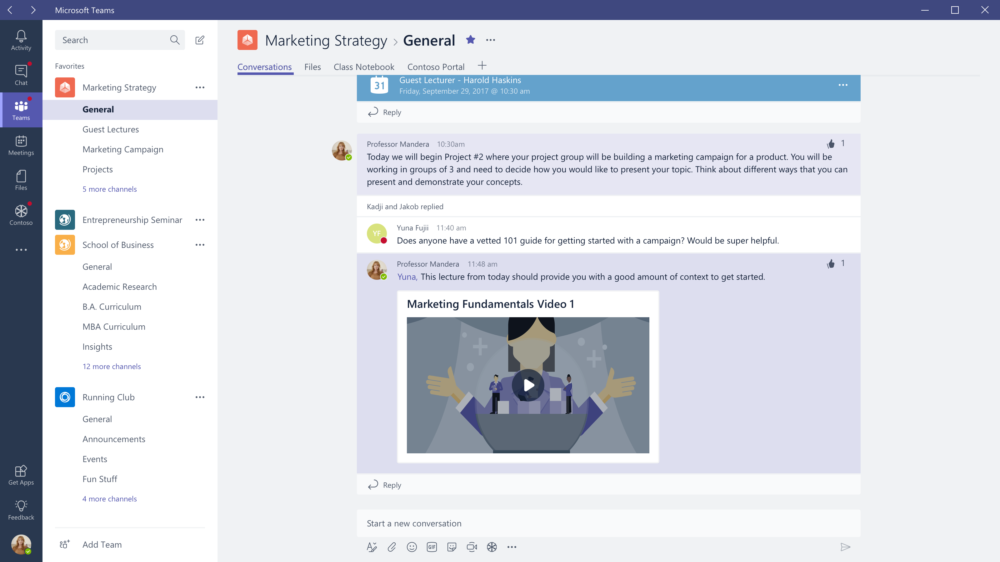 Microsoft Teams
Activity
Chat
Teams
Meetings
Files
Contoso
Get Apps
Feedback
Search
Favorites
Marketing Strategy
General
Guest Lectures
Marketing Campaign
Projects
5 more channels
Entrepreneurship Seminar
School of Business
General
Academic Research
B.A. Curriculum
MBA Curriculum
Insights
12 more channels
Running Club
General
Announcements
Events
Fun Stuff
4 more channels
Add Team
Marketing Strategy > General
Conversations Files Class Notebook Contoso Portal
31
Guest Lecturer - Harold Haskins
Friday, September 29, 2017 @ 10:30 am
Reply
Professor Mandera 10:30am 1
Today we will begin Project #2 where your project group will be building a marketing campaign for a product. You will be
working in groups of 3 and need to decide how you would like to present your topic. Think about different ways that you can
present and demonstrate your concepts.
Kadji and Jakob replied
YF
Yuna Fujii 11:40 am
Does anyone have a vetted 101 guide for getting started with a campaign? Would be super helpful.
Professor Mandera 11:48 am 1
Yuna, This lecture from today should provide you with a good amount of context to get started.
Marketing Fundamentals Video 1
Reply
Start a new conversation
GIF